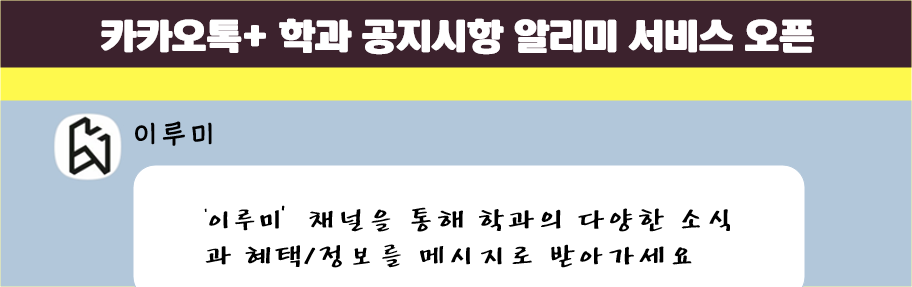 카카오톡+ 학과 공지시항 알리미 서비스 오픈
이루미
'이루미' 채널을 통해 학과의 다양한 소식
과 혜택/정보를 메시지로 받아가세요